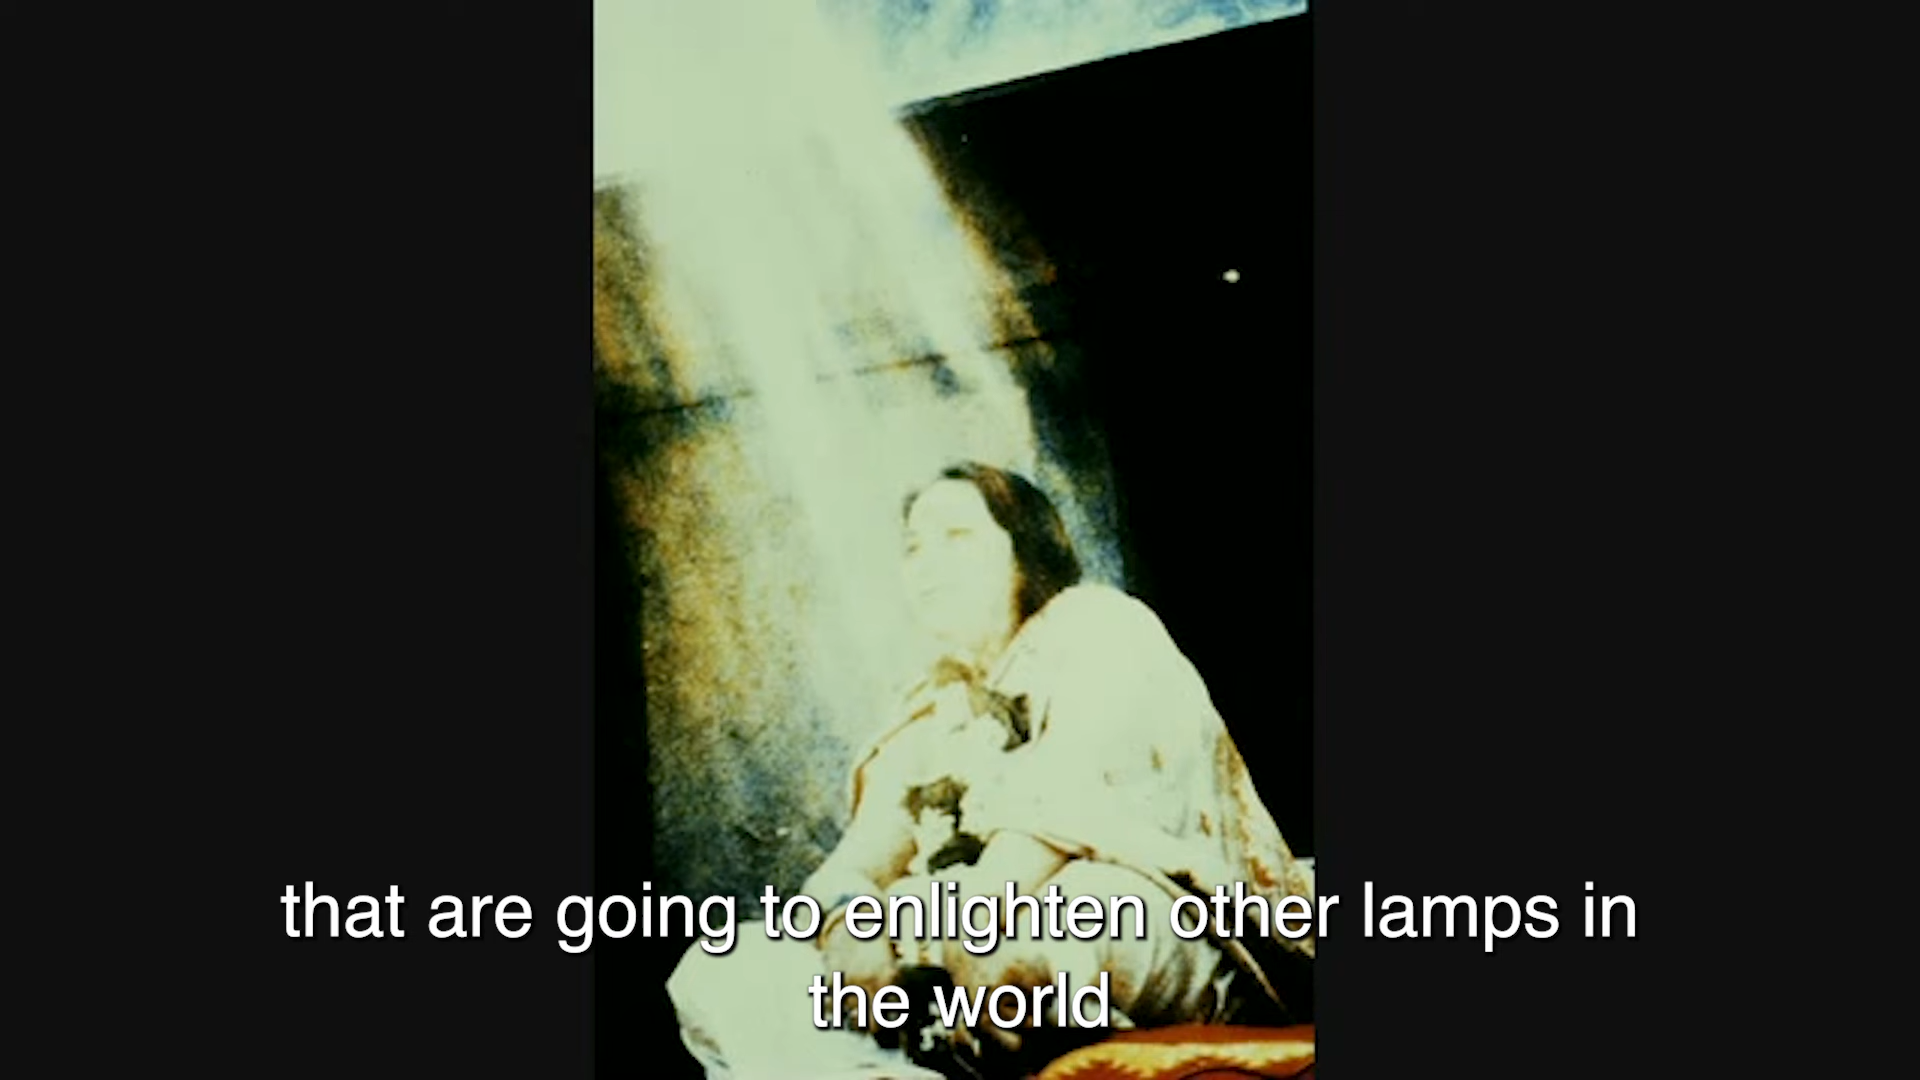 that are going to enlighten other lamps in
the world